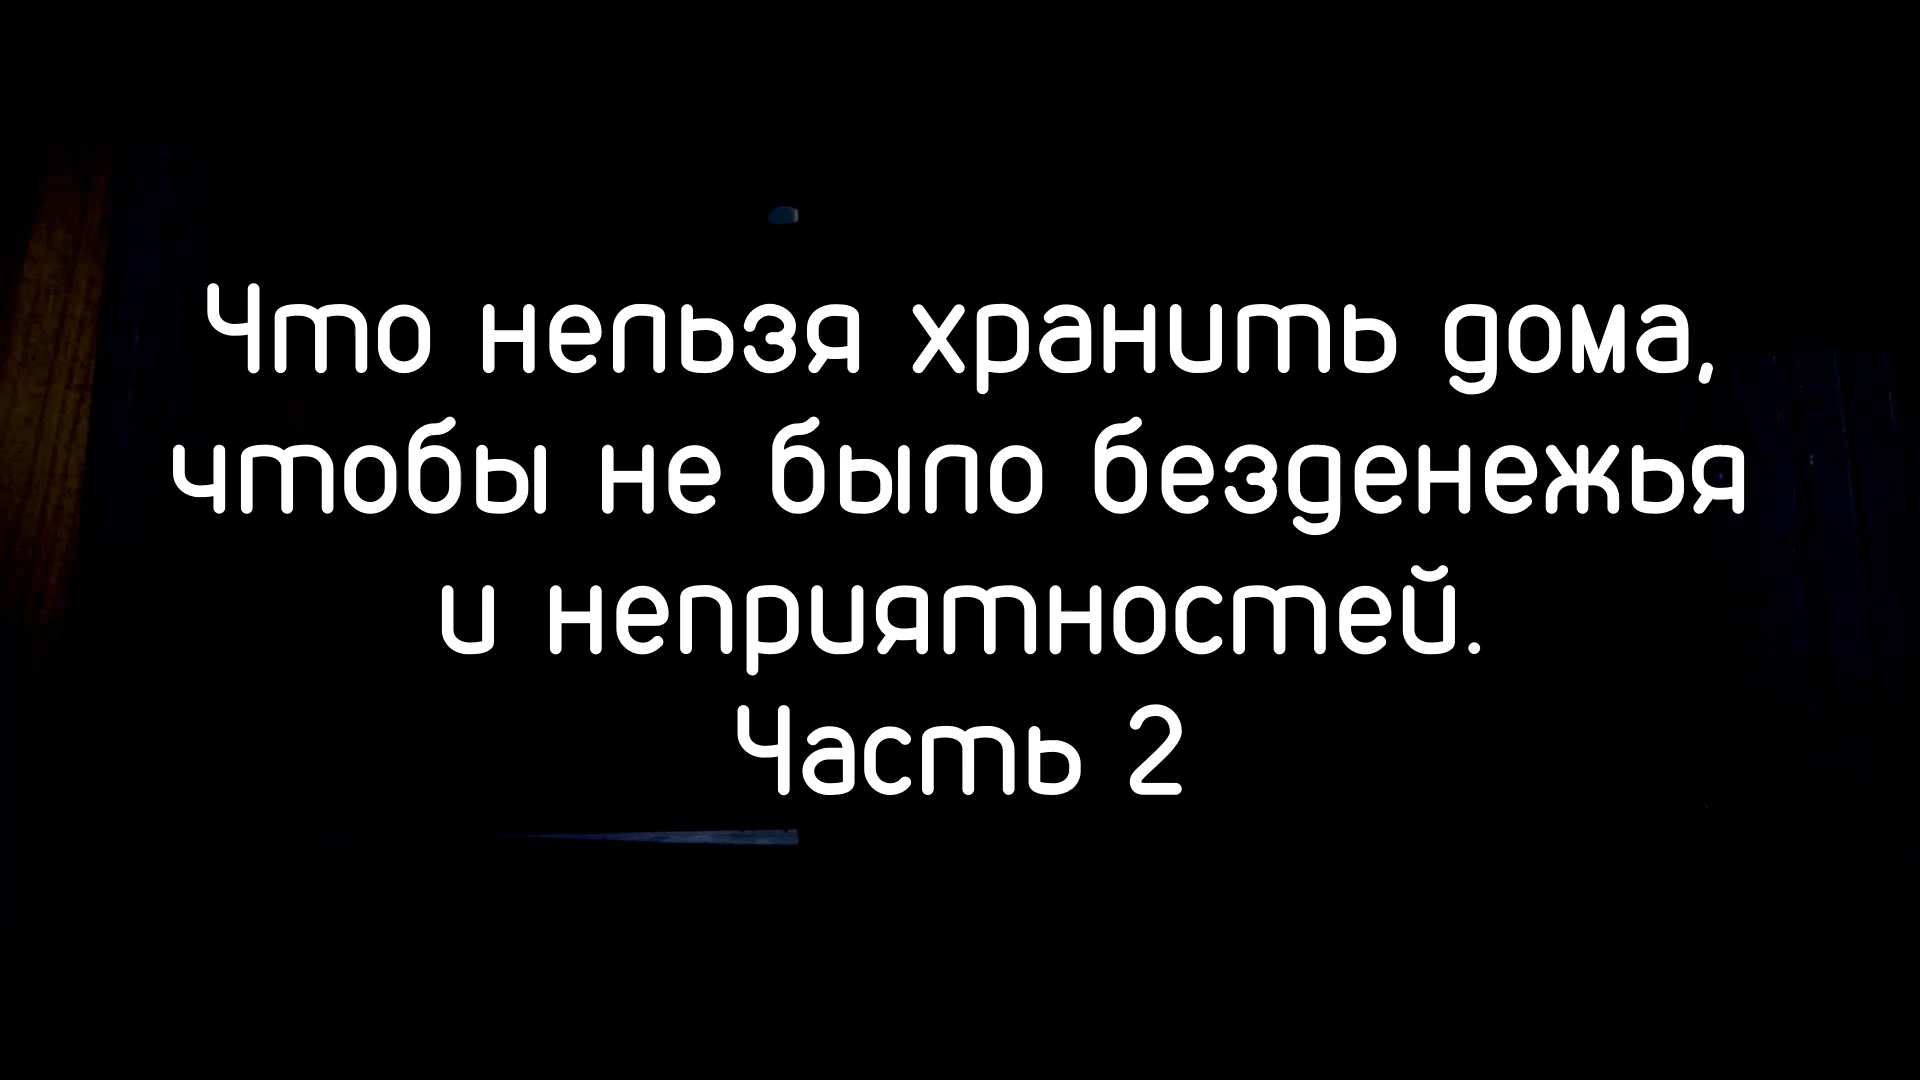 Что нельзя хранить дома,
чтобы не было безденежья
и неприятностей.
Часть 2